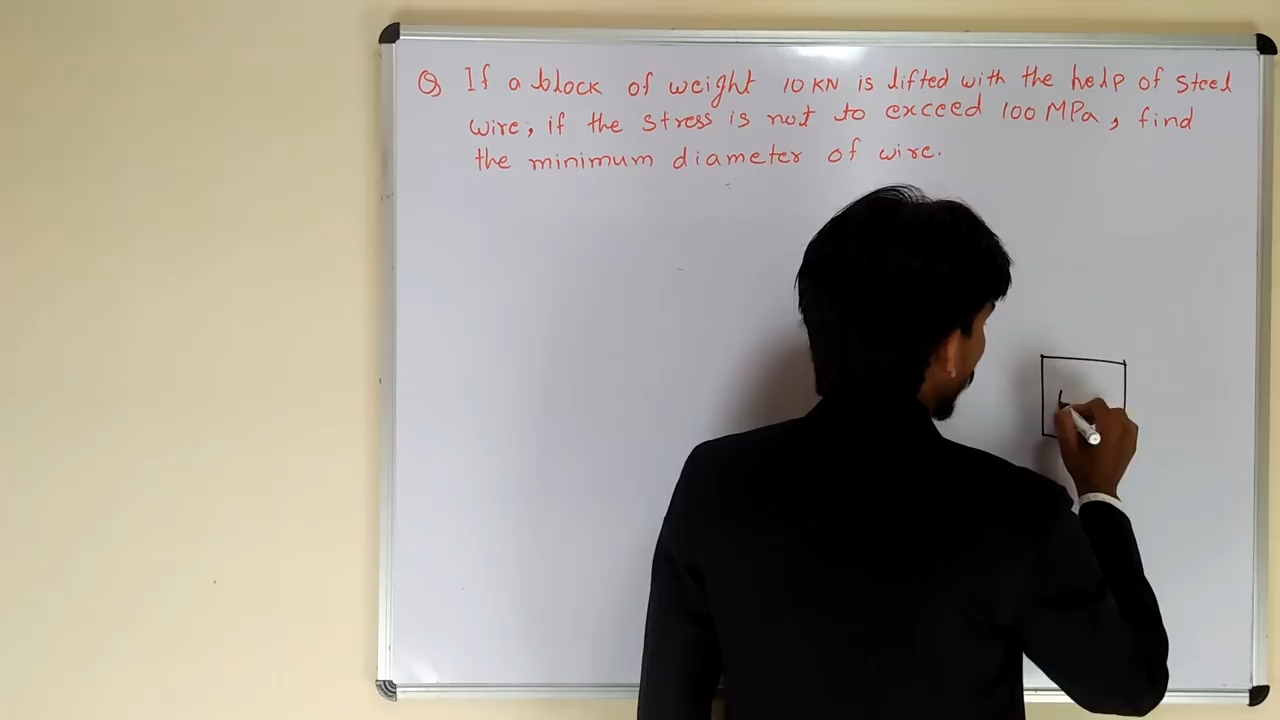 Q If a block of weight 10 KN is lifted with the help of steel
wire, if the stress is not to exceed 100 MPa, find
the minimum diameter of wire.